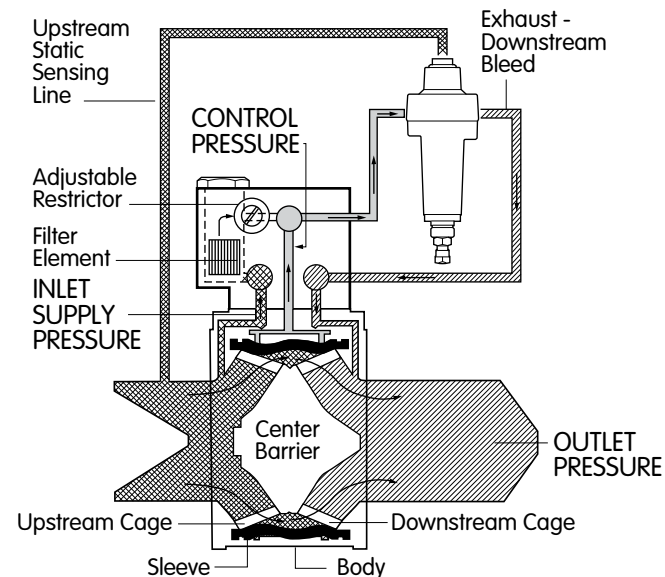 Upstream
Static
Sensing
Line
Exhaust -
Downstream
Bleed
CONTROL
PRESSURE
Adjustable
Restrictor
Filter
Element
INLET
SUPPLY
PRESSURE
Center
Barrier
OUTLET
PRESSURE
Upstream Cage
Downstream Cage
Sleeve
Body